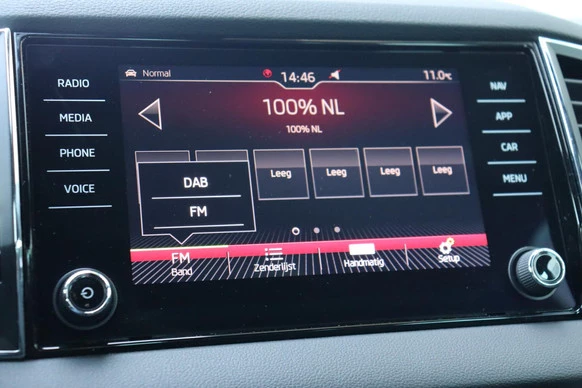 RADIO
MEDIA
PHONE
VOICE
Normal
14:46
11.0°C
100% NL
100% NL
DAB
FM
Leeg
Leeg
Leeg
Leeg
FM
Band
Zenderlijst
Handmatig
Setup
NAV
APP
CAR
MENU